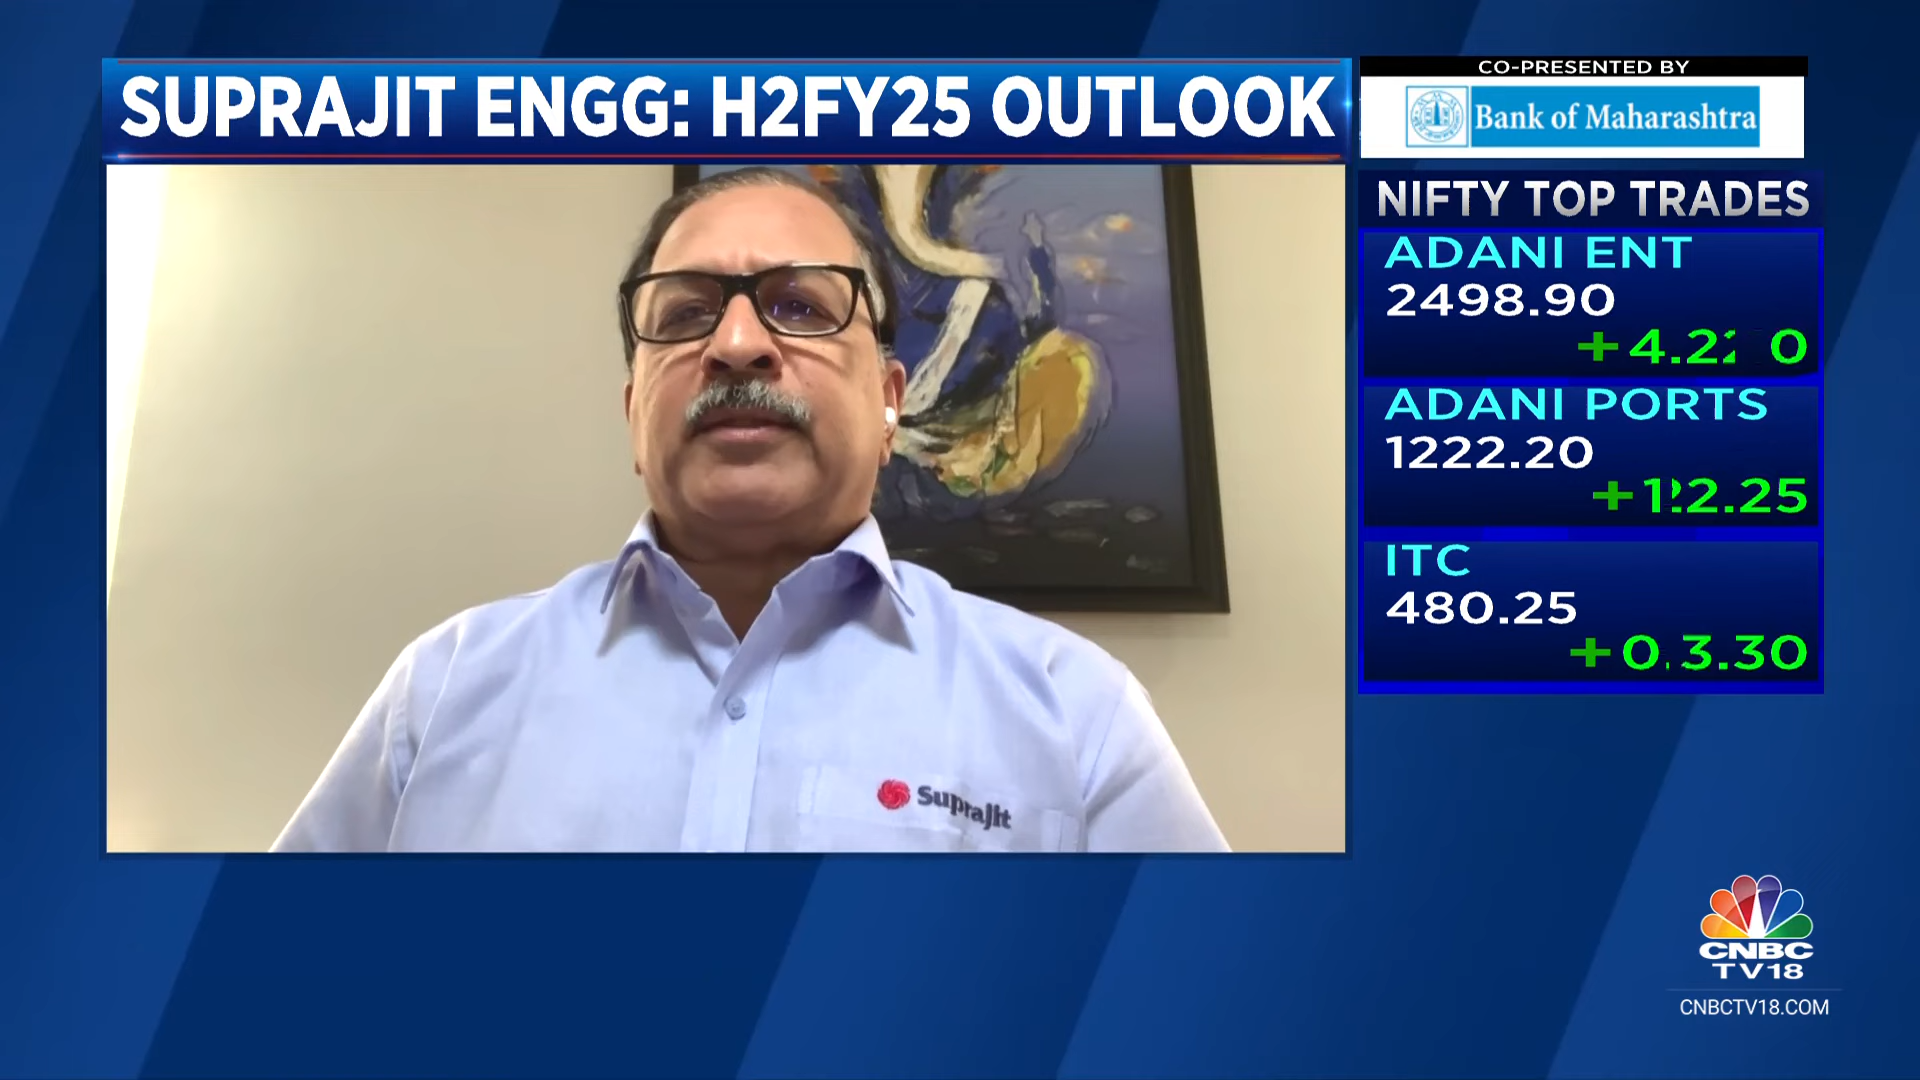 SUPRAJIT ENGG: H2FY25 OUTLOOK
CO-PRESENTED BY
Bank of Maharashtra
NIFTY TOP TRADES
ADANI ENT
2498.90
ADANI PORTS
1222.20
ITC
480.25
Suprajit
CNBC
TV18
CNBCTV18.COM